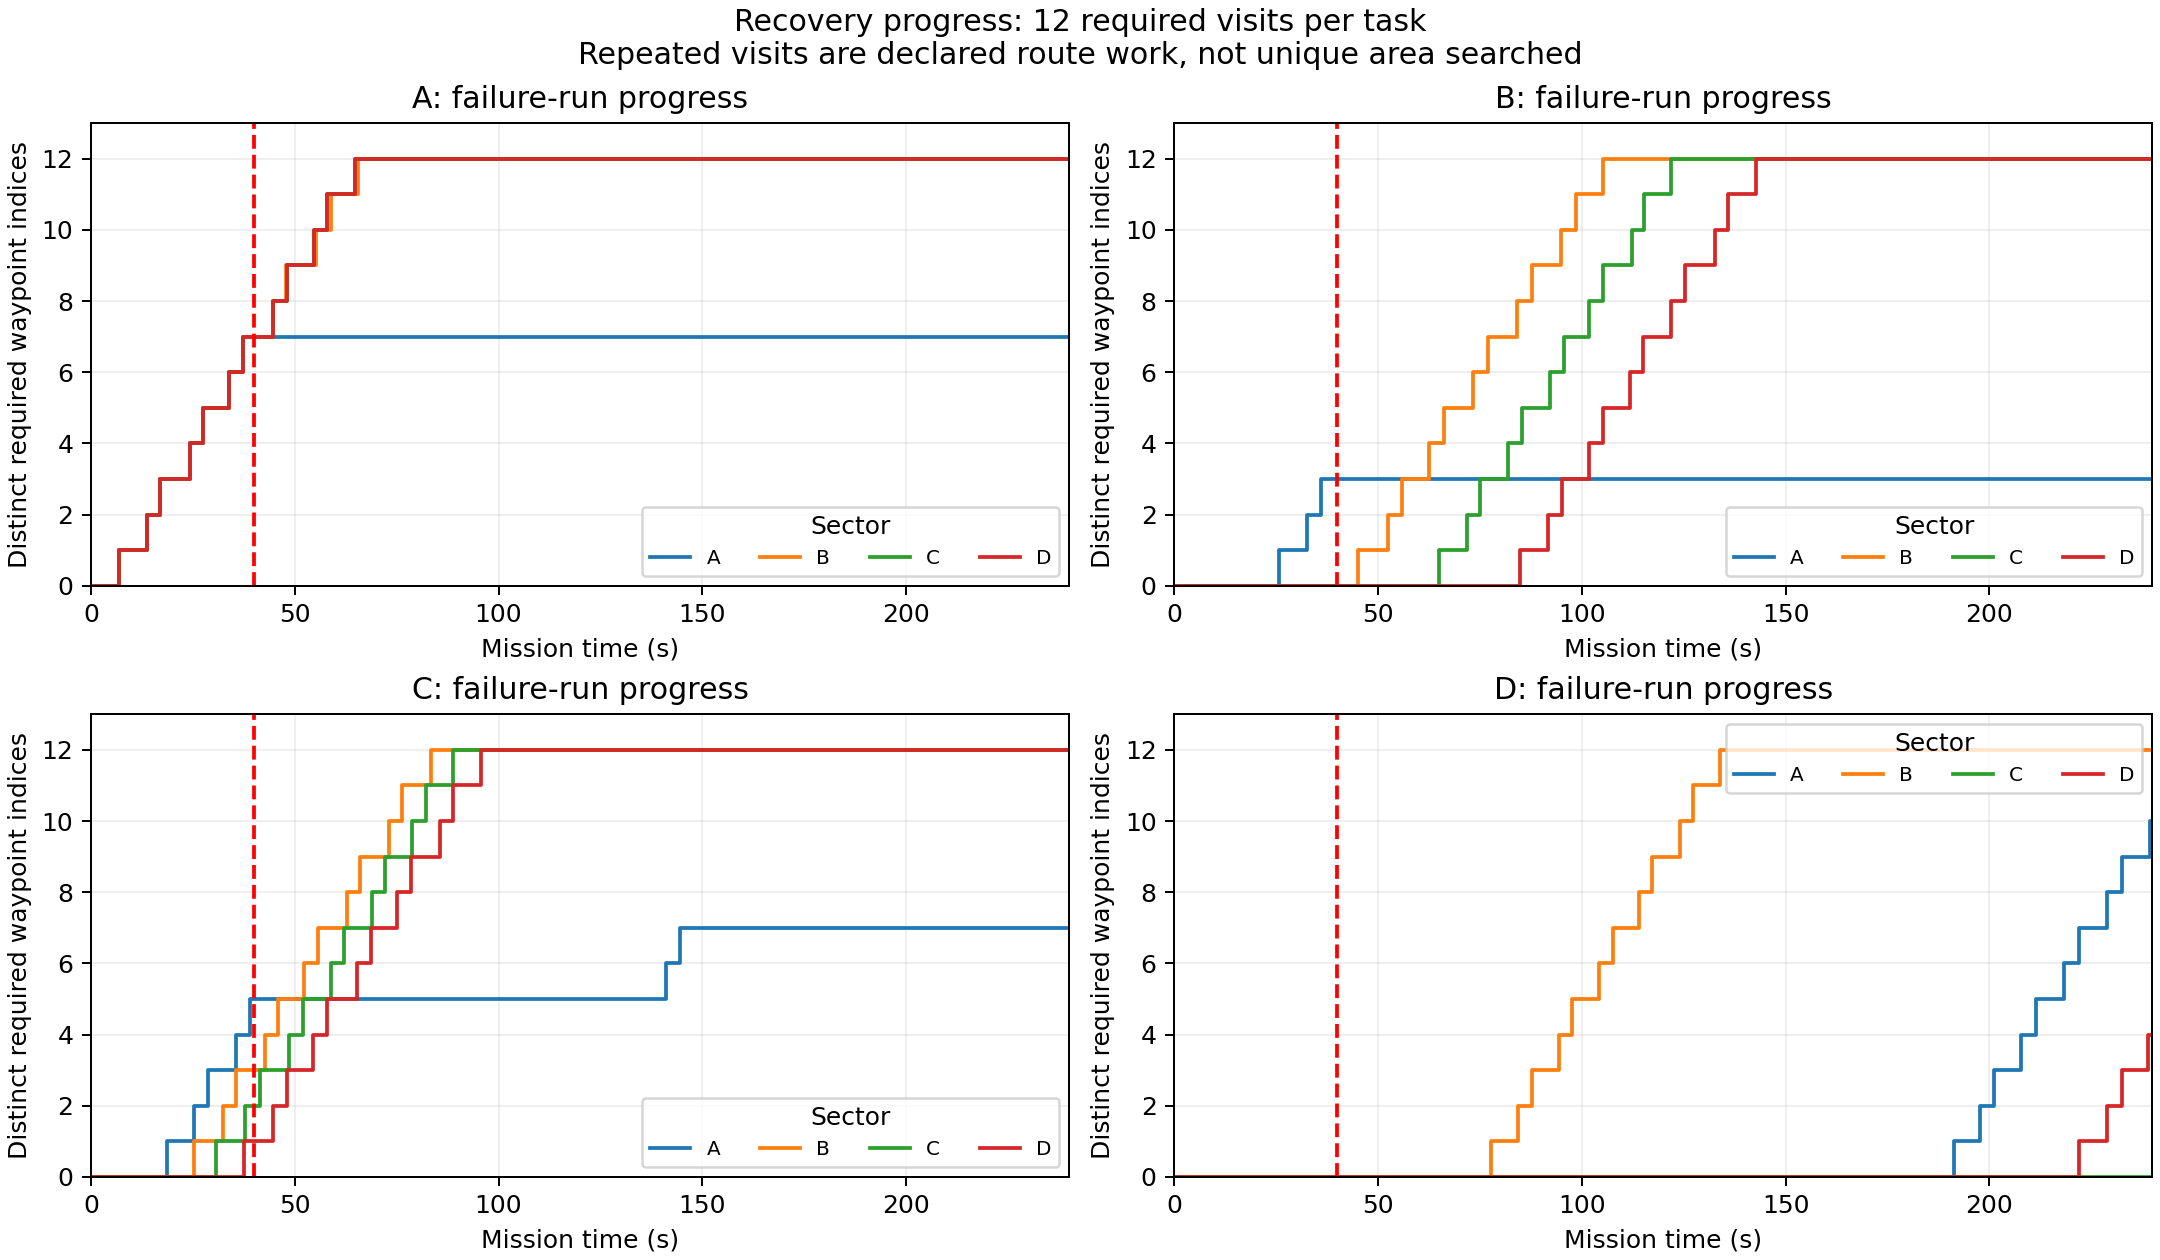 Recovery progress: 12 required visits per task
Repeated visits are declared route work, not unique area searched
A: failure-run progress
Distinct required waypoint indices
12
10
8
6
4
2
0
Sector
A B C D
0 50 100 150 200
Mission time (s)
B: failure-run progress
Distinct required waypoint indices
12
10
8
6
4
2
0
Sector
A B C D
0 50 100 150 200
Mission time (s)
C: failure-run progress
Distinct required waypoint indices
12
10
8
6
4
2
0
Sector
A B C D
0 50 100 150 200
Mission time (s)
D: failure-run progress
Distinct required waypoint indices
12
10
8
6
4
2
0
Sector
A B C D
0 50 100 150 200
Mission time (s)